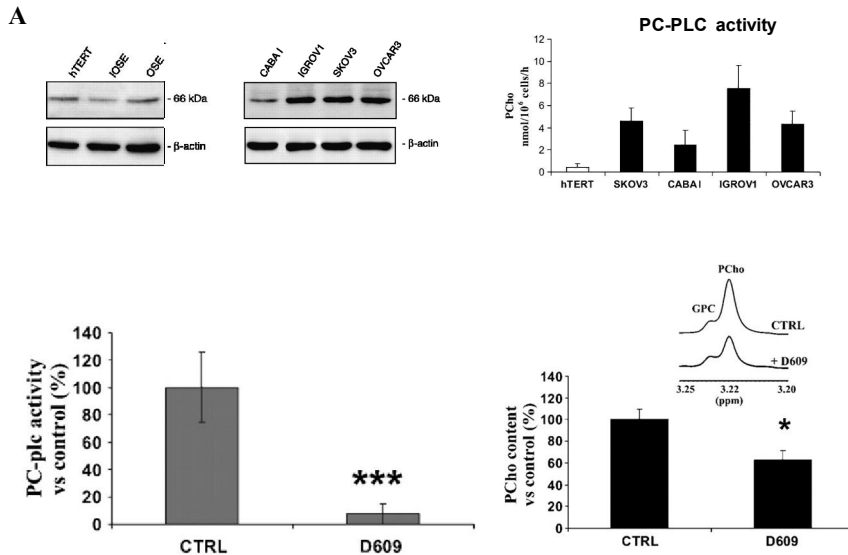 A
hTERT
IOSE
OSE
- 66 kDa
- β-actin
CABA I
IGROV1
SKOV3
OVCAR3
- 66 kDa
- β-actin
PC-PLC activity
PCho
nmol/10⁶ cells/h
12
10
8
6
4
2
0
hTERT SKOV3 CABA I IGROV1 OVCAR3
PC-plc activity
vs control (%)
140
120
100
80
60
40
20
0
***
CTRL D609
PCho
GPC
CTRL
+ D609
3.25 3.22 3.20
(ppm)
PCho content
vs control (%)
140
120
100
80
60
40
20
0
*
CTRL D609